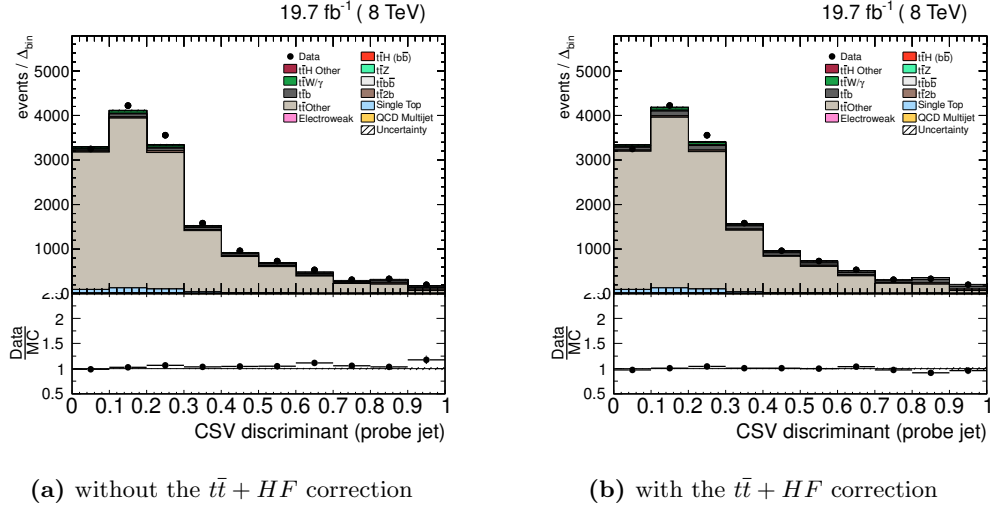 19.7 fb⁻¹ ( 8 TeV)
events / Δbin
Data
tt̄H (bb̄)
tt̄H Other
tt̄Z
tt̄W/γ
tt̄bb̄
tt̄b
tt̄2b
tt̄Other
Single Top
Electroweak
QCD Multijet
Uncertainty
5000
4000
3000
2000
1000
0
Data
MC
2.5
2
1.5
1
0.5
0 0.1 0.2 0.3 0.4 0.5 0.6 0.7 0.8 0.9 1
CSV discriminant (probe jet)
(a) without the tt̄ + HF correction
19.7 fb⁻¹ ( 8 TeV)
events / Δbin
Data
tt̄H (bb̄)
tt̄H Other
tt̄Z
tt̄W/γ
tt̄bb̄
tt̄b
tt̄2b
tt̄Other
Single Top
Electroweak
QCD Multijet
Uncertainty
5000
4000
3000
2000
1000
0
Data
MC
2.5
2
1.5
1
0.5
0 0.1 0.2 0.3 0.4 0.5 0.6 0.7 0.8 0.9 1
CSV discriminant (probe jet)
(b) with the tt̄ + HF correction